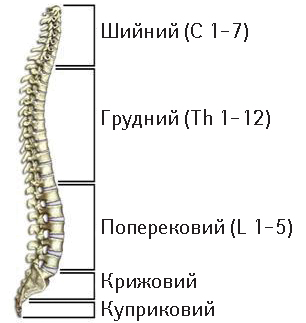 Шийний (С 1-7)
Грудний (Th 1-12)
Поперековий (L 1-5)
Крижовий
Куприковий